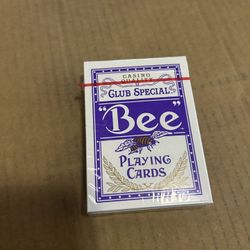 CASINO
QUALITY
CLUB SPECIAL
"Bee"
PLAYING
CARDS